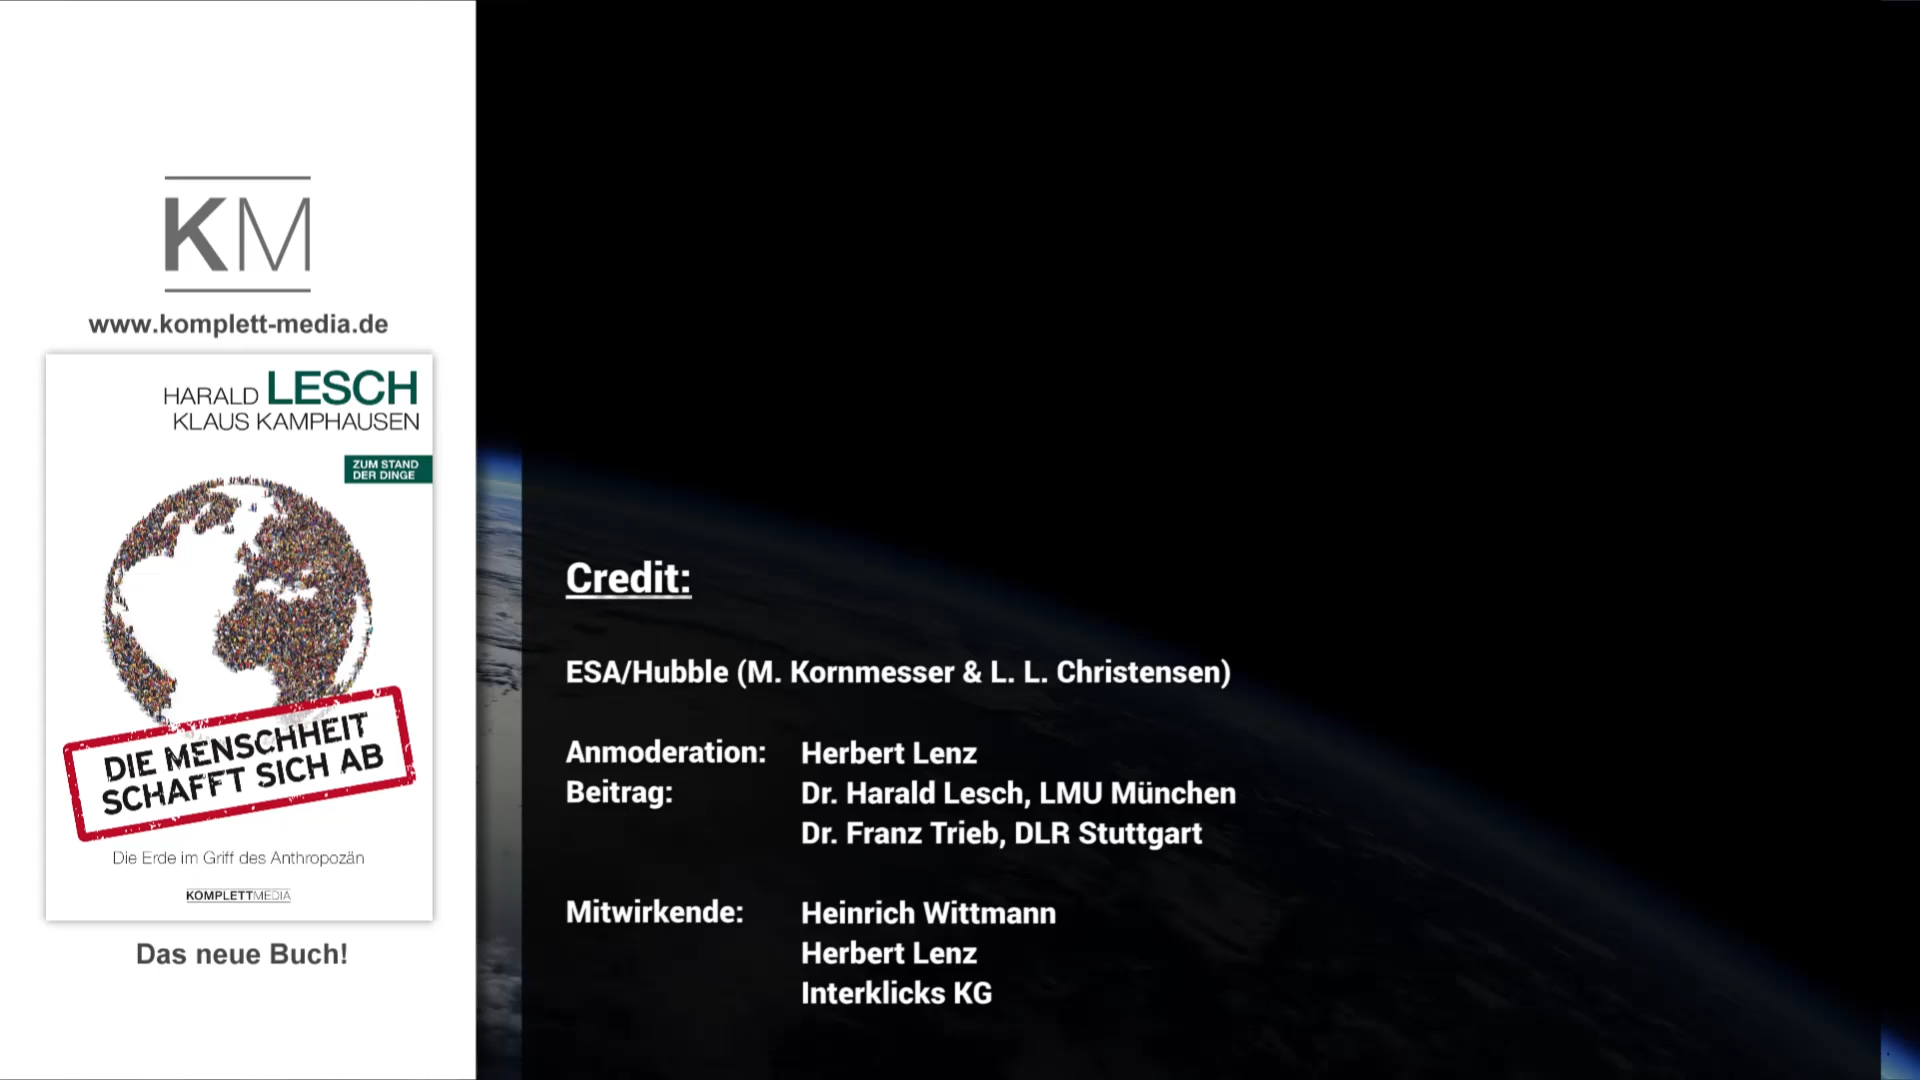 KM
www.komplett-media.de
HARALD LESCH
KLAUS KAMPHAUSEN
ZUM STAND
DER DINGE
DIE MENSCHHEIT
SCHAFFT SICH AB
Die Erde im Griff des Anthropozän
KOMPLETTMEDIA
Das neue Buch!
Credit:
ESA/Hubble (M. Kornmesser & L. L. Christensen)
Anmoderation: Herbert Lenz
Beitrag: Dr. Harald Lesch, LMU München
Dr. Franz Trieb, DLR Stuttgart
Mitwirkende: Heinrich Wittmann
Herbert Lenz
Interklicks KG